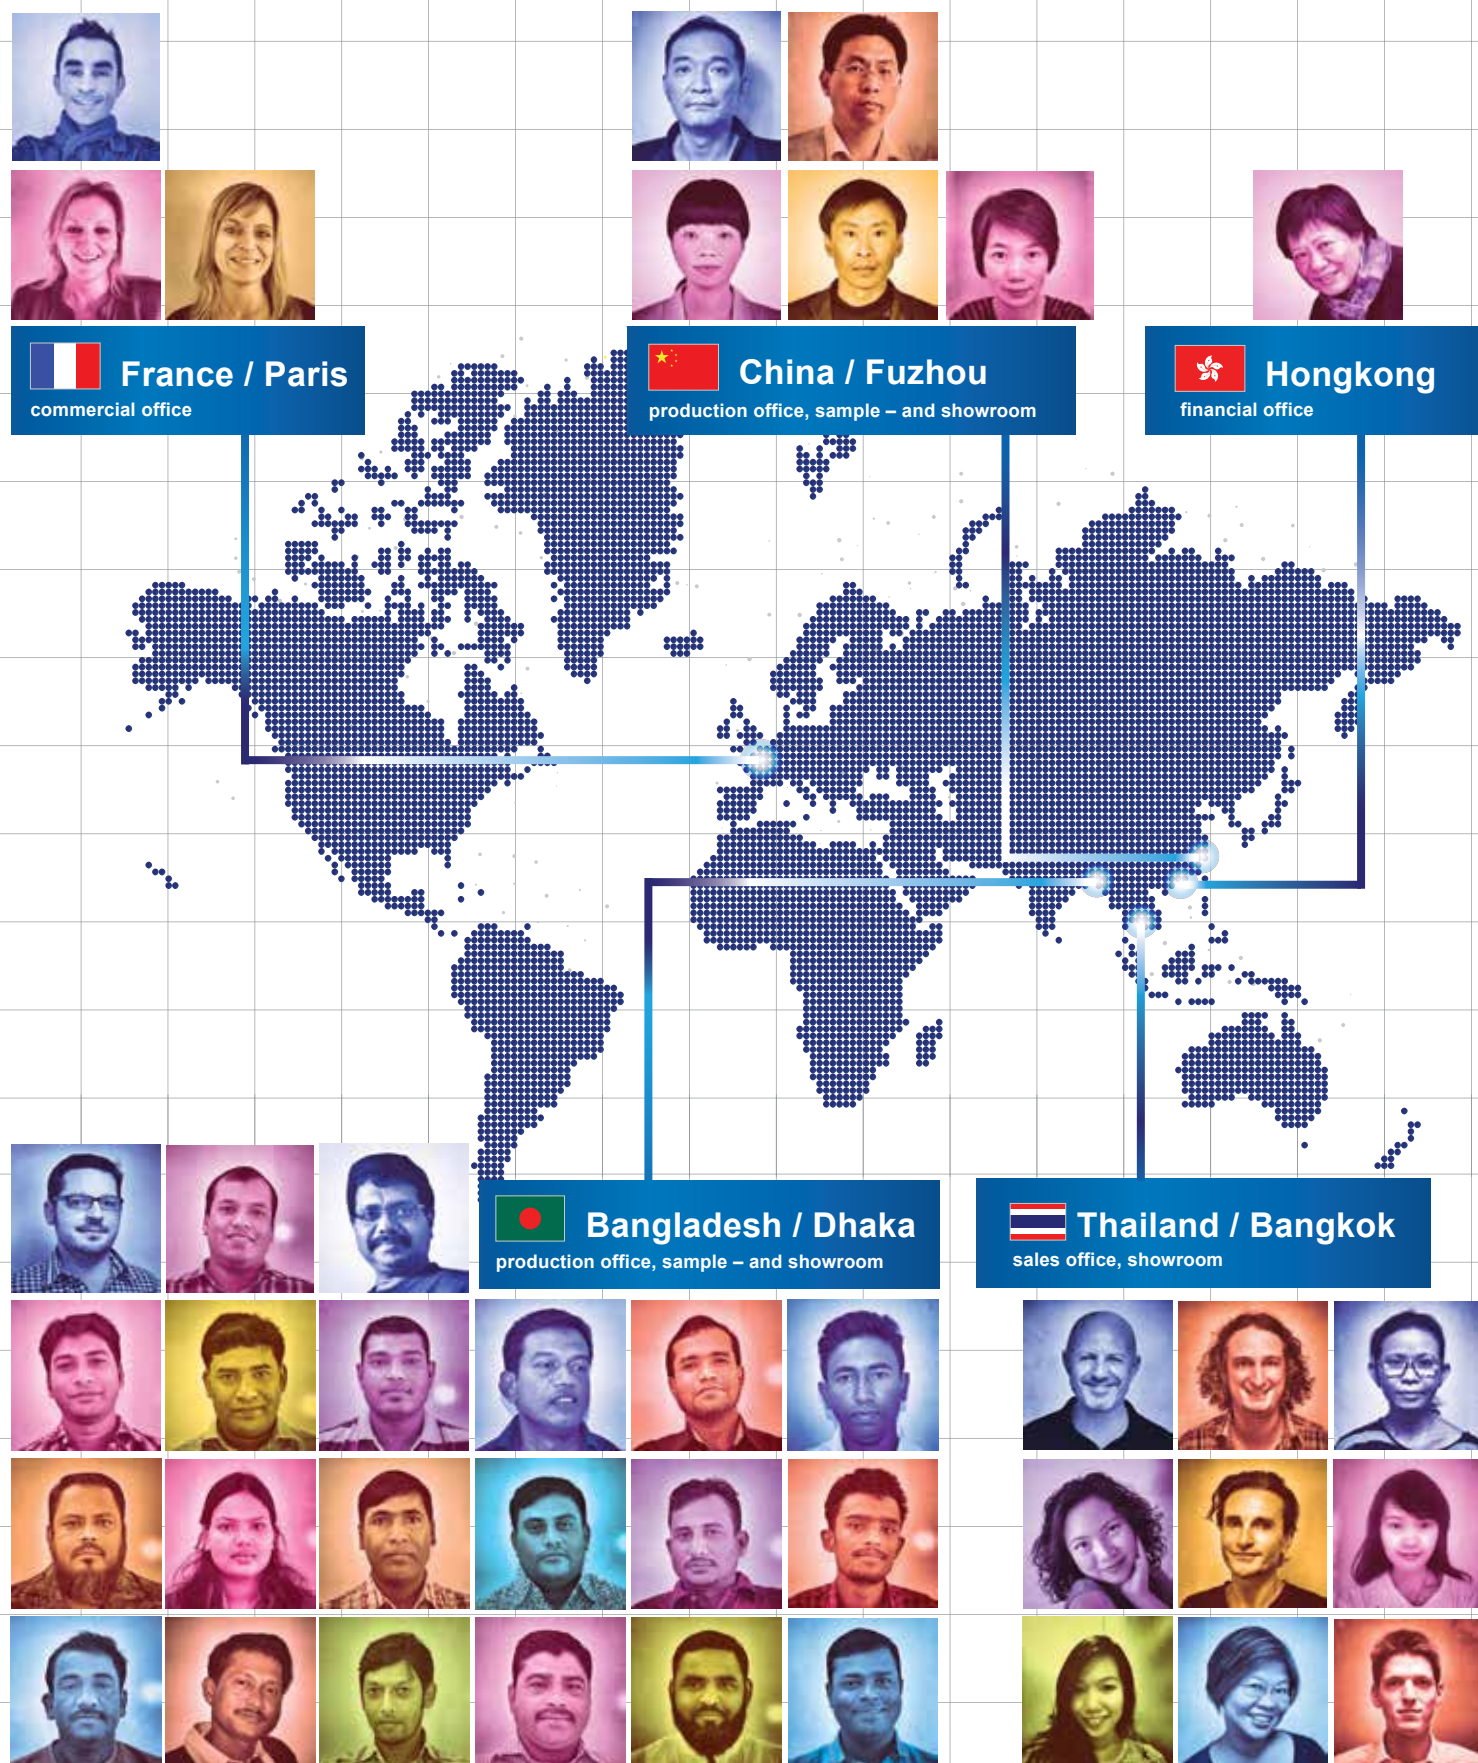 France / Paris
commercial office
China / Fuzhou
production office, sample – and showroom
Hongkong
financial office
Bangladesh / Dhaka
production office, sample – and showroom
Thailand / Bangkok
sales office, showroom